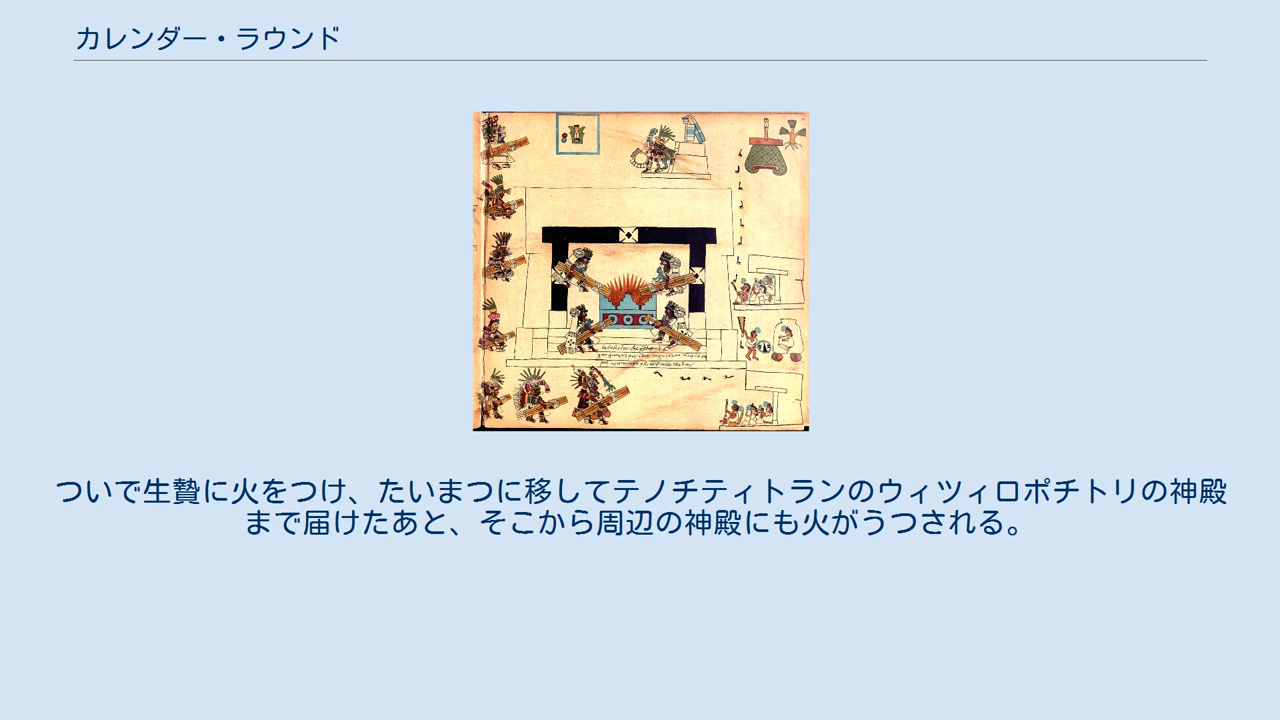 カレンダー・ラウンド
ついで生贄に火をつけ、たいまつに移してテノチティトランのウィツィロポチトリの神殿
まで届けたあと、そこから周辺の神殿にも火がうつされる。